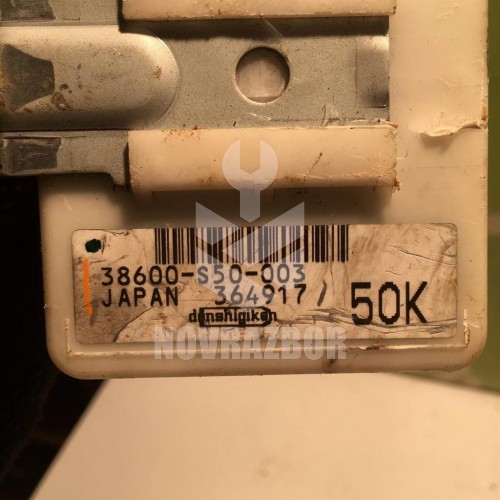 38600-S50-003
JAPAN 364917/ 50K
denshigiken
NOVRAZBOR